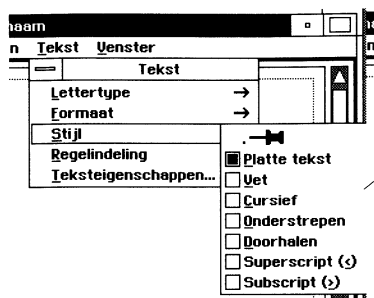 naam
n Tekst Venster
Tekst
Lettertype →
Formaat →
Stijl
Regelindeling
Teksteigenschappen...
Platte tekst
Vet
Cursief
Onderstrepen
Doorhalen
Superscript (<)
Subscript (>)